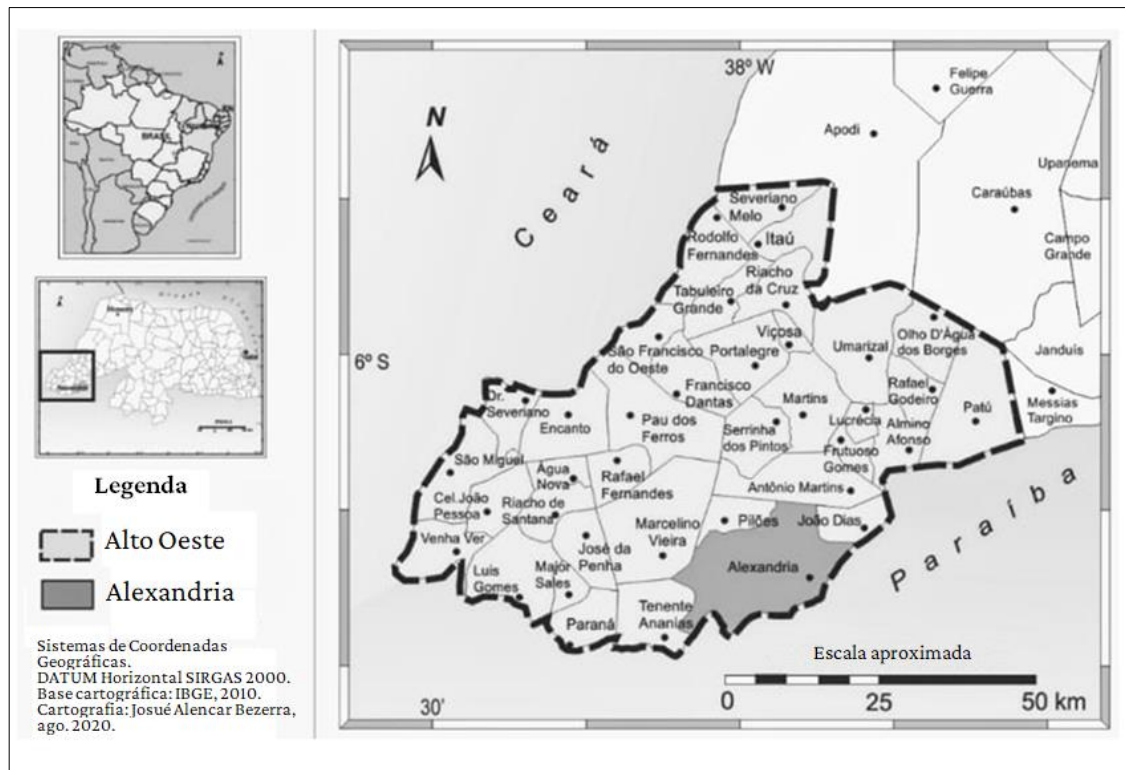 BRASIL
Legenda
Alto Oeste
Alexandria
Sistemas de Coordenadas
Geográficas.
DATUM Horizontal SIRGAS 2000.
Base cartográfica: IBGE, 2010.
Cartografia: Josué Alencar Bezerra,
ago. 2020.
38º W
6º S
30'
N
Ceará
Paraíba
Felipe
Guerra
Apodi
Upanema
Caraúbas
Campo
Grande
Severiano
Melo
Rodolfo
Fernandes
Itaú
Riacho
da Cruz
Tabuleiro
Grande
Viçosa
Olho D'Água
dos Borges
Umarizal
Janduís
São Francisco
do Oeste
Portalegre
Francisco
Dantas
Rafael
Godeiro
Messias
Targino
Dr.
Severiano
Encanto
Pau dos
Ferros
Martins
Serrinha
dos Pintos
Lucrécia
Almino
Afonso
Patú
Frutuoso
Gomes
São Miguel
Água
Nova
Rafael
Fernandes
Antônio Martins
Cel.João
Pessoa
Riacho de
Santana
Marcelino
Vieira
Pilões
João Dias
Venha Ver
José da
Penha
Alexandria
Luis
Gomes
Major
Sales
Paraná
Tenente
Ananias
Escala aproximada
0 25 50 km
30'
0